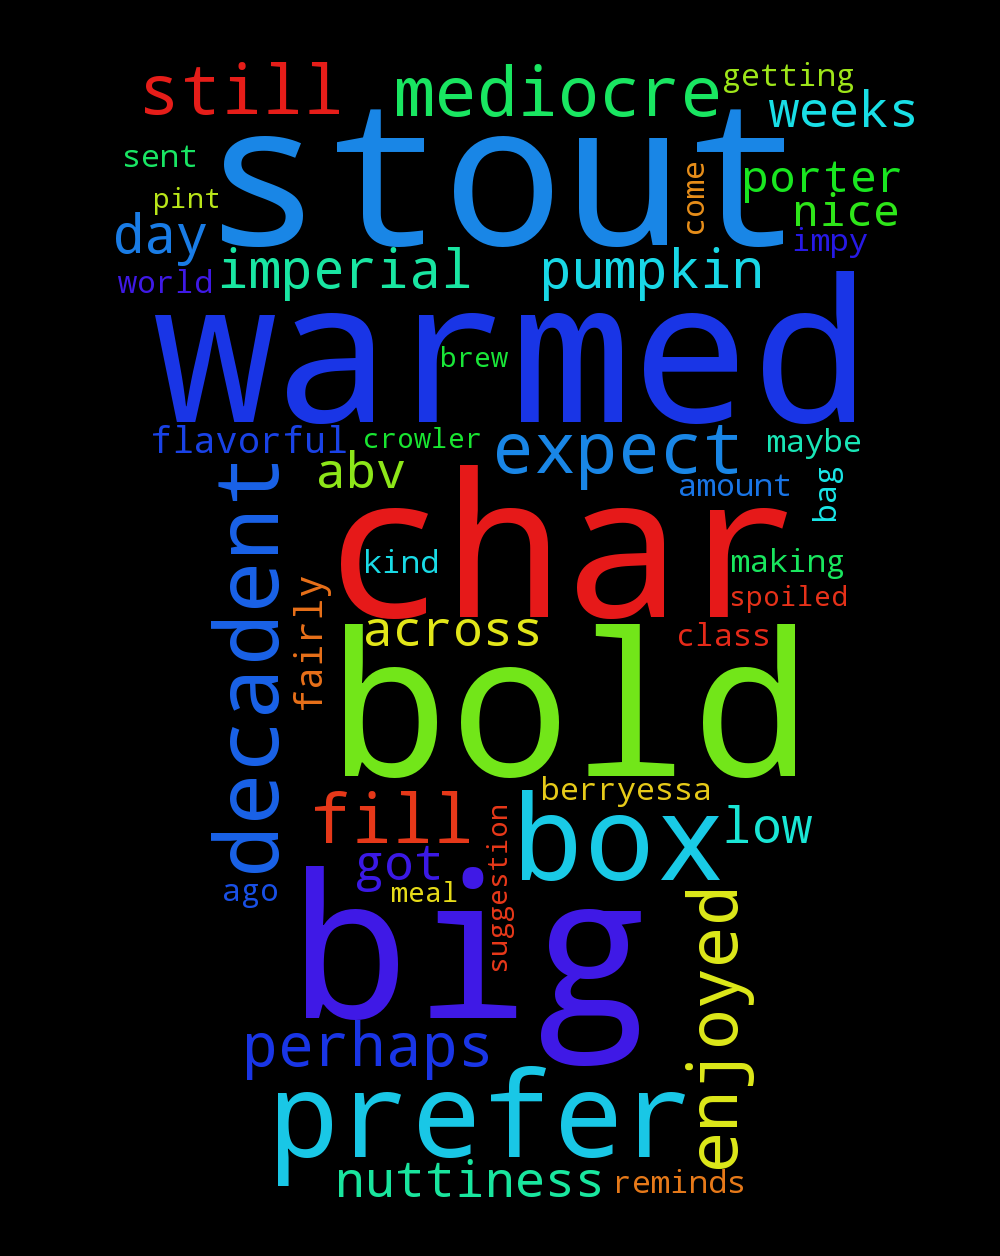 still
mediocre
getting
weeks
stout
sent
come
porter
pint
nice
day
impy
imperial
pumpkin
world
warmed
brew
flavorful
crowler
expect
maybe
abv
amount
bag
decadent
char
kind
making
fairly
spoiled
across
class
bold
berryessa
fill
box
low
suggestion
got
ago
meal
big
enjoyed
perhaps
prefer
nuttiness
reminds